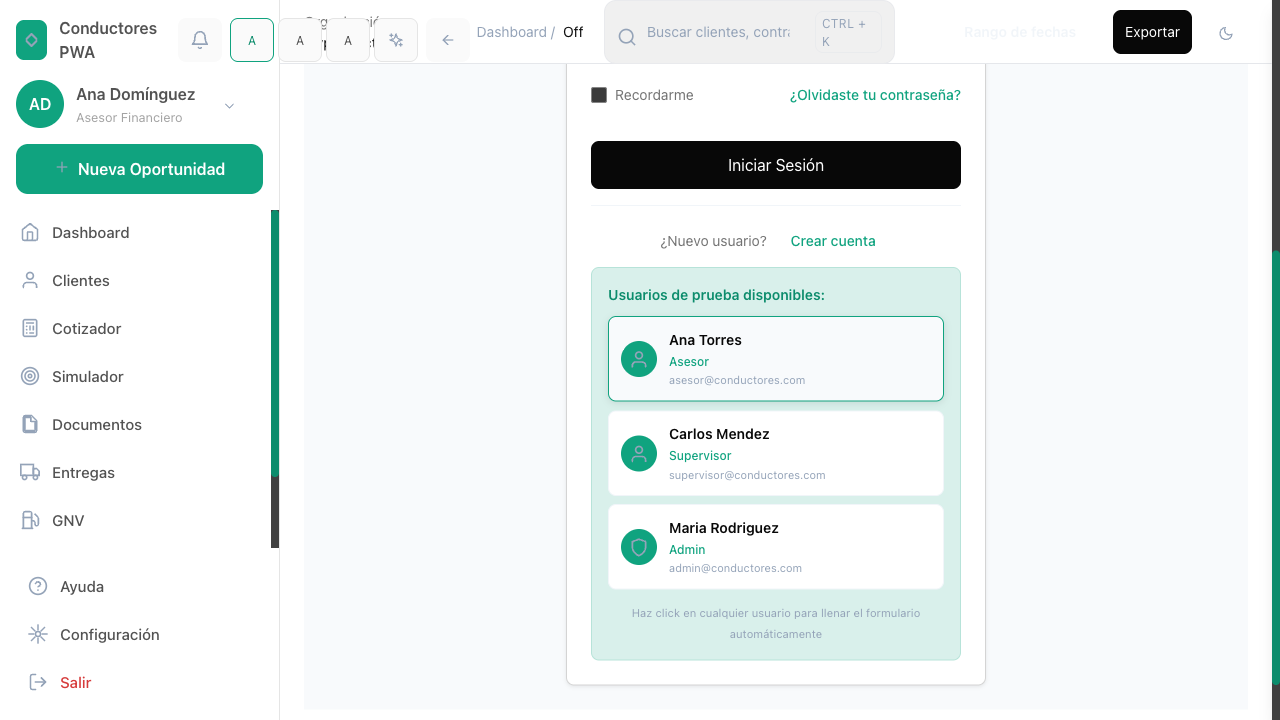 Conductores
PWA
A
A
A
Dashboard /
Off
Buscar clientes, contra
CTRL +
K
Rango de fechas
Exportar
AD
Ana Domínguez
Asesor Financiero
Nueva Oportunidad
Dashboard
Clientes
Cotizador
Simulador
Documentos
Entregas
GNV
Ayuda
Configuración
Salir
Recordarme
¿Olvidaste tu contraseña?
Iniciar Sesión
¿Nuevo usuario?
Crear cuenta
Usuarios de prueba disponibles:
Ana Torres
Asesor
asesor@conductores.com
Carlos Mendez
Supervisor
supervisor@conductores.com
Maria Rodriguez
Admin
admin@conductores.com
Haz click en cualquier usuario para llenar el formulario
automáticamente